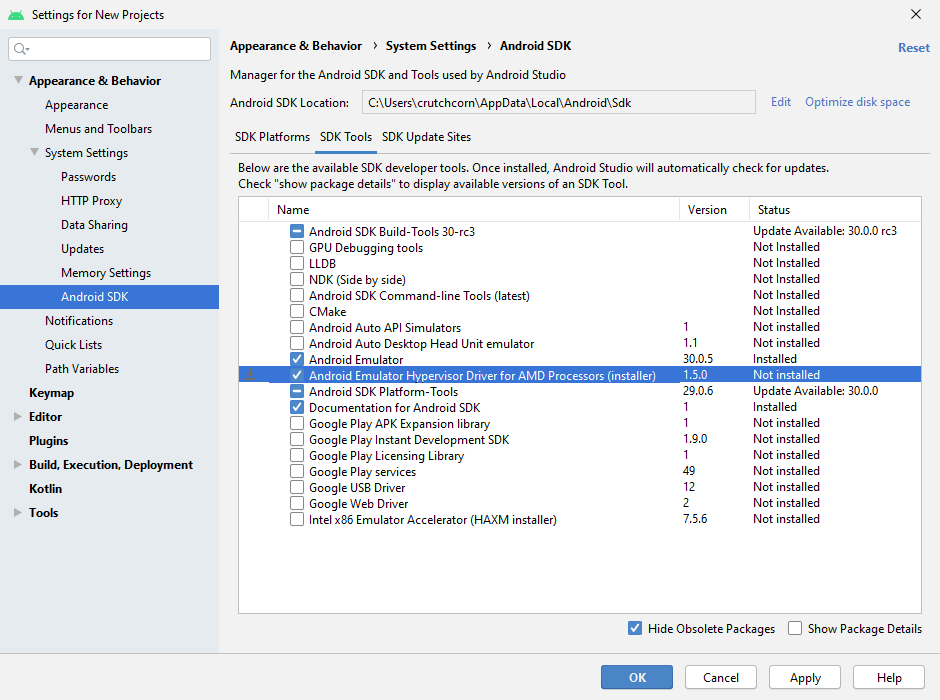 Settings for New Projects
Appearance & Behavior
Appearance
Menus and Toolbars
System Settings
Passwords
HTTP Proxy
Data Sharing
Updates
Memory Settings
Android SDK
Notifications
Quick Lists
Path Variables
Keymap
Editor
Plugins
Build, Execution, Deployment
Kotlin
Tools
Appearance & Behavior › System Settings › Android SDK Reset
Manager for the Android SDK and Tools used by Android Studio
Android SDK Location: C:\Users\crutchcorn\AppData\Local\Android\Sdk Edit Optimize disk space
SDK Platforms SDK Tools SDK Update Sites
Below are the available SDK developer tools. Once installed, Android Studio will automatically check for updates.
Check "show package details" to display available versions of an SDK Tool.
Name Version Status
Android SDK Build-Tools 30-rc3 Update Available: 30.0.0 rc3
GPU Debugging tools Not Installed
LLDB Not Installed
NDK (Side by side) Not Installed
Android SDK Command-line Tools (latest) Not Installed
CMake Not Installed
Android Auto API Simulators 1 Not installed
Android Auto Desktop Head Unit emulator 1.1 Not installed
Android Emulator 30.0.5 Installed
Android Emulator Hypervisor Driver for AMD Processors (installer) 1.5.0 Not installed
Android SDK Platform-Tools 29.0.6 Update Available: 30.0.0
Documentation for Android SDK 1 Installed
Google Play APK Expansion library 1 Not installed
Google Play Instant Development SDK 1.9.0 Not installed
Google Play Licensing Library 1 Not installed
Google Play services 49 Not installed
Google USB Driver 12 Not installed
Google Web Driver 2 Not installed
Intel x86 Emulator Accelerator (HAXM installer) 7.5.6 Not installed
Hide Obsolete Packages Show Package Details
OK Cancel Apply Help